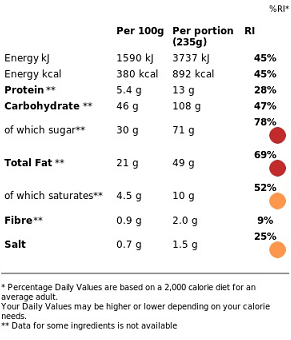 %RI*
Per 100g Per portion RI
(235g)
Energy kJ 1590 kJ 3737 kJ 45%
Energy kcal 380 kcal 892 kcal 45%
Protein ** 5.4 g 13 g 28%
Carbohydrate ** 46 g 108 g 47%
of which sugar** 30 g 71 g 78%
Total Fat ** 21 g 49 g 69%
of which saturates** 4.5 g 10 g 52%
Fibre** 0.9 g 2.0 g 9%
Salt 0.7 g 1.5 g 25%
* Percentage Daily Values are based on a 2,000 calorie diet for an
average adult.
Your Daily Values may be higher or lower depending on your calorie
needs.
** Data for some ingredients is not available